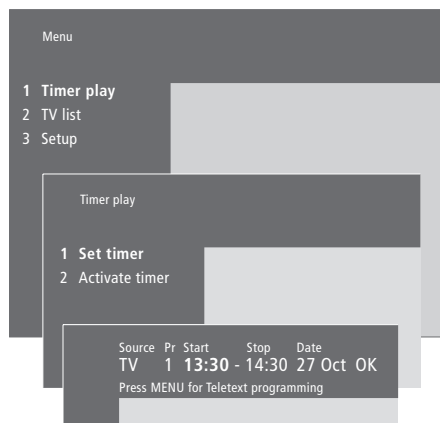 Menu
1 Timer play
2 TV list
3 Setup
Timer play
1 Set timer
2 Activate timer
Source Pr Start Stop Date
TV 1 13:30 - 14:30 27 Oct OK
Press MENU for Teletext programming